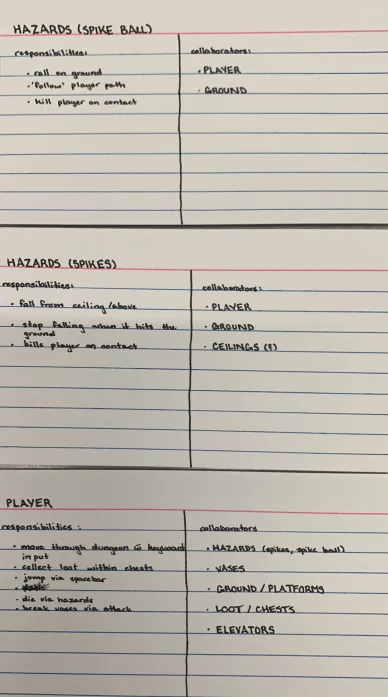 HAZARDS (SPIKE BALL)
responsibilities:
• roll on ground
• 'follow' player path
• kill player on contact
collaborators:
• PLAYER
• GROUND
HAZARDS (SPIKES)
responsibilities:
• fall from ceiling/above
• stop falling when it hits the
ground
• kills player on contact
collaborators:
• PLAYER
• GROUND
• CEILINGS (?)
PLAYER
responsibilities :
• move through dungeon w keyboard
input
• collect loot within chests
• jump via spacebar
• die via hazards
• break vases via attack
collaborators
• HAZARDS (spikes, spike ball)
• VASES
• GROUND / PLATFORMS
• LOOT / CHESTS
• ELEVATORS